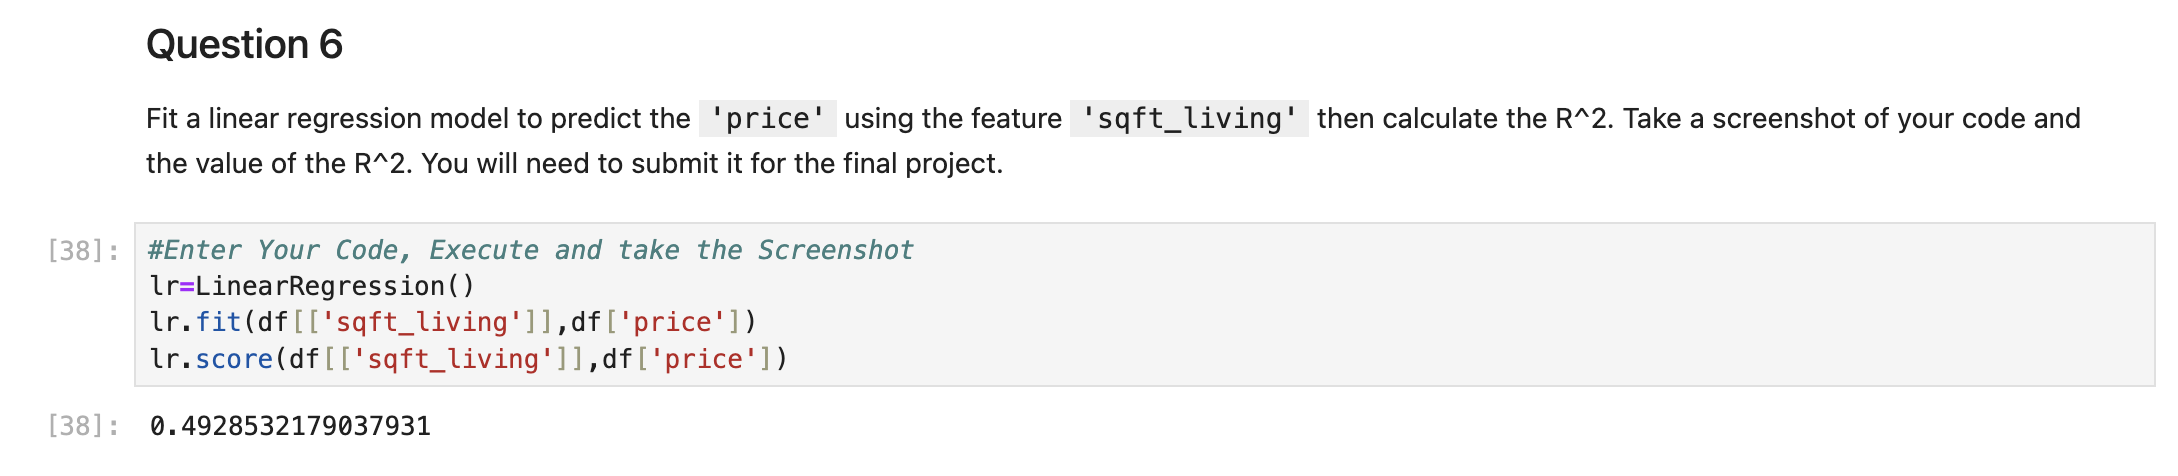 Question 6
Fit a linear regression model to predict the 'price' using the feature 'sqft_living' then calculate the R^2. Take a screenshot of your code and
the value of the R^2. You will need to submit it for the final project.
[38]: #Enter Your Code, Execute and take the Screenshot
lr=LinearRegression()
lr.fit(df[['sqft_living']],df['price'])
lr.score(df[['sqft_living']],df['price'])
[38]: 0.4928532179037931